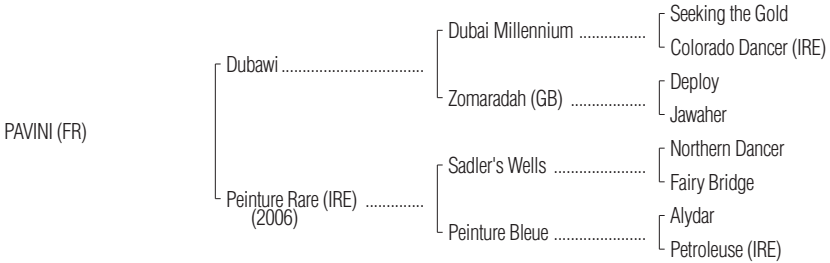 Seeking the Gold
Dubai Millennium ................
Colorado Dancer (IRE)
Dubawi ..................................
Deploy
Zomaradah (GB) ..................
Jawaher
PAVINI (FR)
Northern Dancer
Sadler's Wells ......................
Fairy Bridge
Peinture Rare (IRE) ..............
(2006)
Alydar
Peinture Bleue ......................
Petroleuse (IRE)